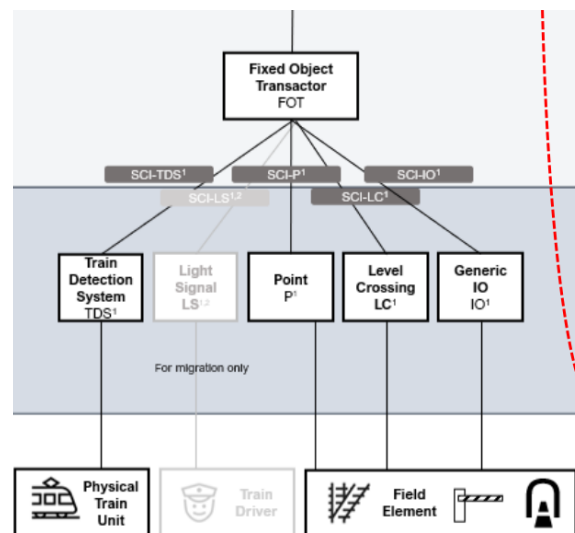 Fixed Object
Transactor
FOT
SCI-TDS¹
SCI-P¹
SCI-IO¹
SCI-LS¹,²
SCI-LC¹
Train
Detection
System
TDS¹
Light
Signal
LS¹,²
Point
P¹
Level
Crossing
LC¹
Generic
IO
IO¹
For migration only
Physical
Train
Unit
Train
Driver
Field
Element